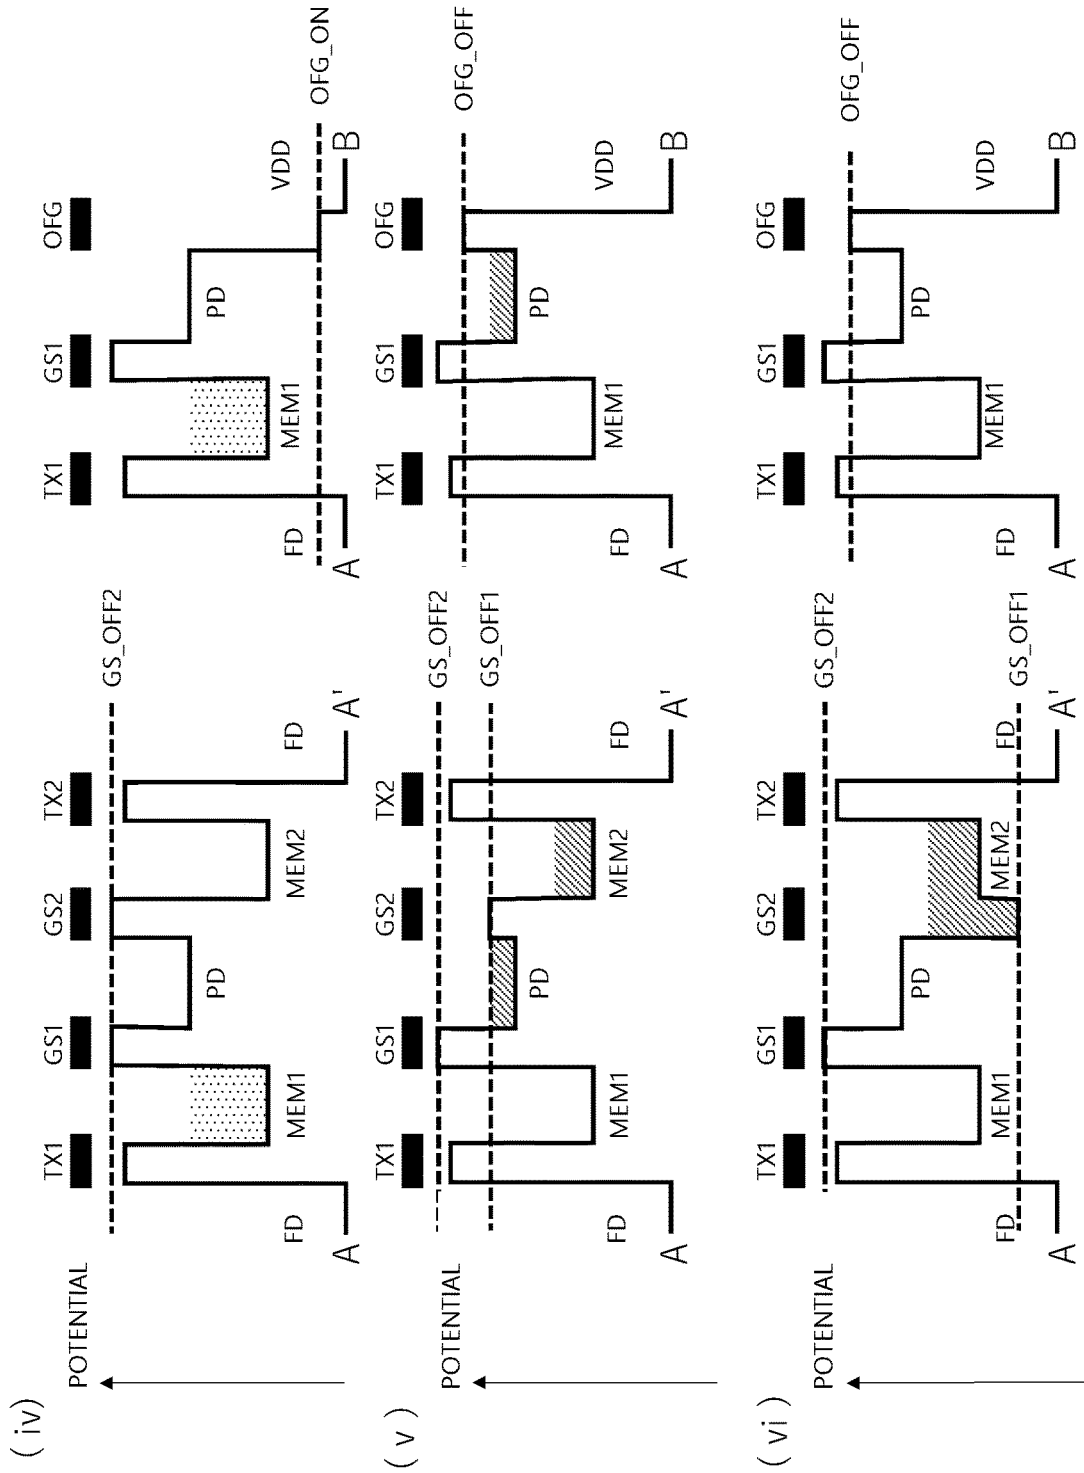 (iv)
POTENTIAL
TX1 GS1 GS2 TX2 TX1 GS1 OFG
GS_OFF2
FD MEM1 PD MEM2 FD
A A'
FD MEM1 PD VDD
OFG_ON
A B
(v)
POTENTIAL
TX1 GS1 GS2 TX2 TX1 GS1 OFG
GS_OFF2
GS_OFF1
FD MEM1 PD MEM2 FD
A A'
OFG_OFF
FD MEM1 PD VDD
A B
(vi)
POTENTIAL
TX1 GS1 GS2 TX2 TX1 GS1 OFG
GS_OFF2
FD MEM1 PD MEM2 FD
GS_OFF1
A A'
OFG_OFF
FD MEM1 PD VDD
A B